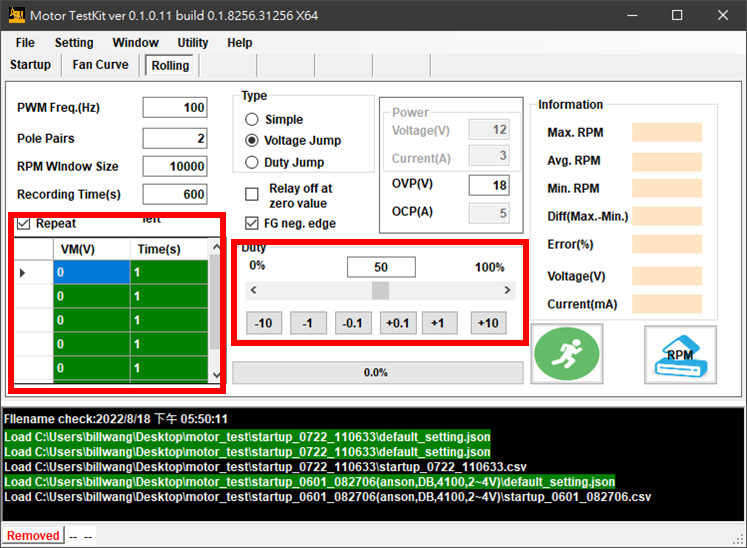 Motor TestKit ver 0.1.0.11 build 0.1.8256.31256 X64
File Setting Window Utility Help
Startup Fan Curve Rolling
PWM Freq.(Hz) 100
Pole Pairs 2
RPM WIndow Size 10000
Recording Time(s) 600
Repeat left
VM(V) Time(s)
0 1
0 1
0 1
0 1
0 1
Type
Simple
Voltage Jump
Duty Jump
Relay off at
zero value
FG neg. edge
Power
Voltage(V) 12
Current(A) 3
OVP(V) 18
OCP(A) 5
Duty
0% 50 100%
-10 -1 -0.1 +0.1 +1 +10
0.0%
Information
Max. RPM
Avg. RPM
Min. RPM
Diff(Max.-Min.)
Error(%)
Voltage(V)
Current(mA)
RPM
FIlename check:2022/8/18 下午 05:50:11
Load C:\Users\billwang\Desktop\motor_test\startup_0722_110633\default_setting.json
Load C:\Users\billwang\Desktop\motor_test\startup_0722_110633\default_setting.json
Load C:\Users\billwang\Desktop\motor_test\startup_0722_110633\startup_0722_110633.csv
Load C:\Users\billwang\Desktop\motor_test\startup_0601_082706(anson,DB,4100,2~4V)\default_setting.json
Load C:\Users\billwang\Desktop\motor_test\startup_0601_082706(anson,DB,4100,2~4V)\startup_0601_082706.csv
Removed -- --